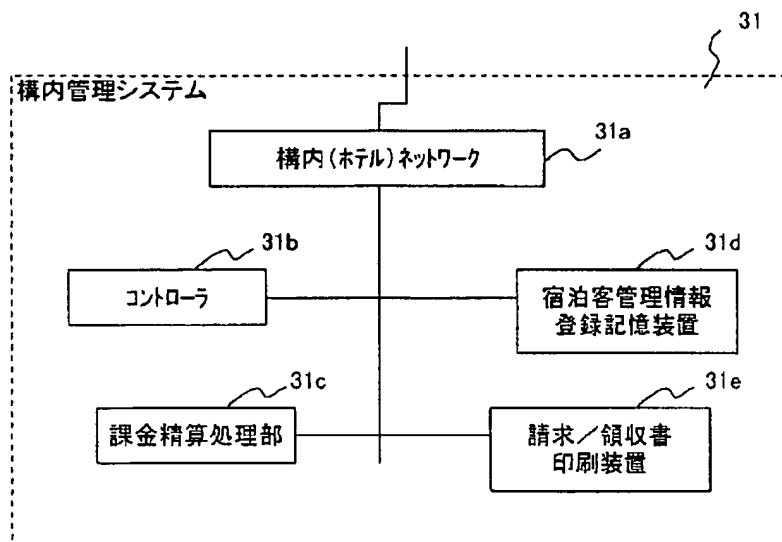 31
構内管理システム
31a
構内(ホテル)ネットワーク
31b
コントローラ
31d
宿泊客管理情報
登録記憶装置
31c
課金精算処理部
31e
請求／領収書
印刷装置